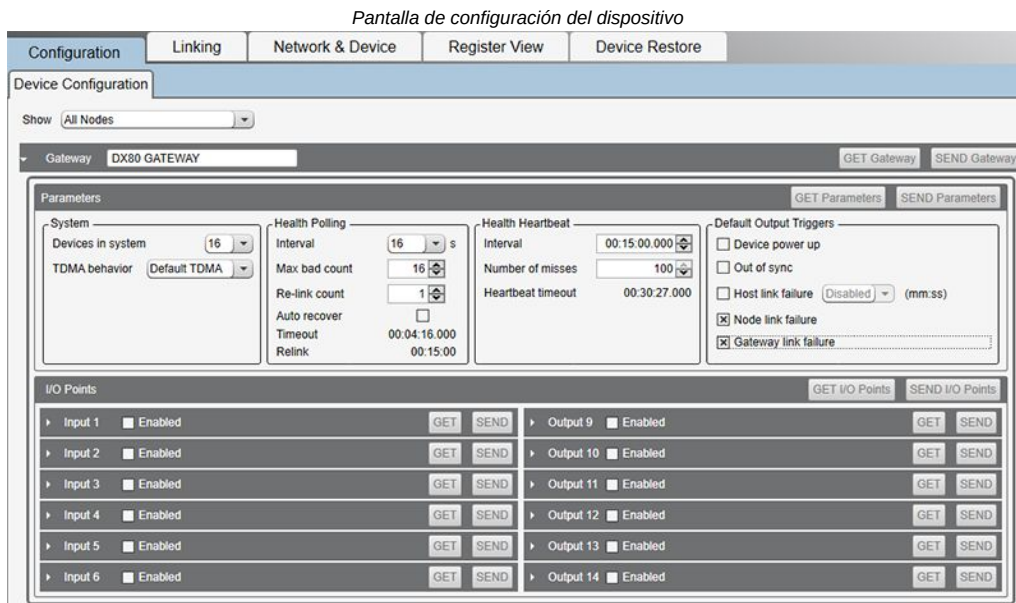 Pantalla de configuración del dispositivo
Configuration Linking Network & Device Register View Device Restore
Device Configuration
Show All Nodes
Gateway DX80 GATEWAY GET Gateway SEND Gateway
Parameters GET Parameters SEND Parameters
System
Devices in system 16
TDMA behavior Default TDMA
Health Polling
Interval 16 s
Max bad count 16
Re-link count 1
Auto recover
Timeout 00:04:16.000
Relink 00:15:00
Health Heartbeat
Interval 00:15:00.000
Number of misses 100
Heartbeat timeout 00:30:27.000
Default Output Triggers
Device power up
Out of sync
Host link failure Disabled (mm:ss)
Node link failure
Gateway link failure
I/O Points GET I/O Points SEND I/O Points
Input 1 Enabled GET SEND Output 9 Enabled GET SEND
Input 2 Enabled GET SEND Output 10 Enabled GET SEND
Input 3 Enabled GET SEND Output 11 Enabled GET SEND
Input 4 Enabled GET SEND Output 12 Enabled GET SEND
Input 5 Enabled GET SEND Output 13 Enabled GET SEND
Input 6 Enabled GET SEND Output 14 Enabled GET SEND